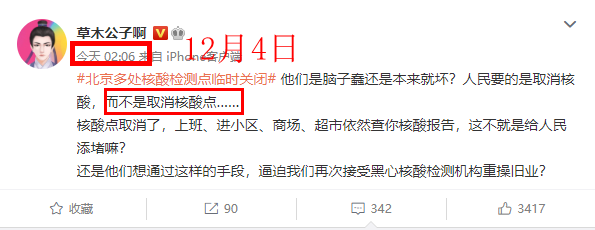 草木公子啊
今天 02:06 来自 iPhone客户端
12月4日
#北京多处核酸检测点临时关闭# 他们是脑子蠢还是本来就坏？人民要的是取消核
酸，而不是取消核酸点……
核酸点取消了，上班、进小区、商场、超市依然查你核酸报告，这不就是给人民
添堵嘛？
还是他们想通过这样的手段，逼迫我们再次接受黑心核酸检测机构重操旧业？
收藏 90 342 3417